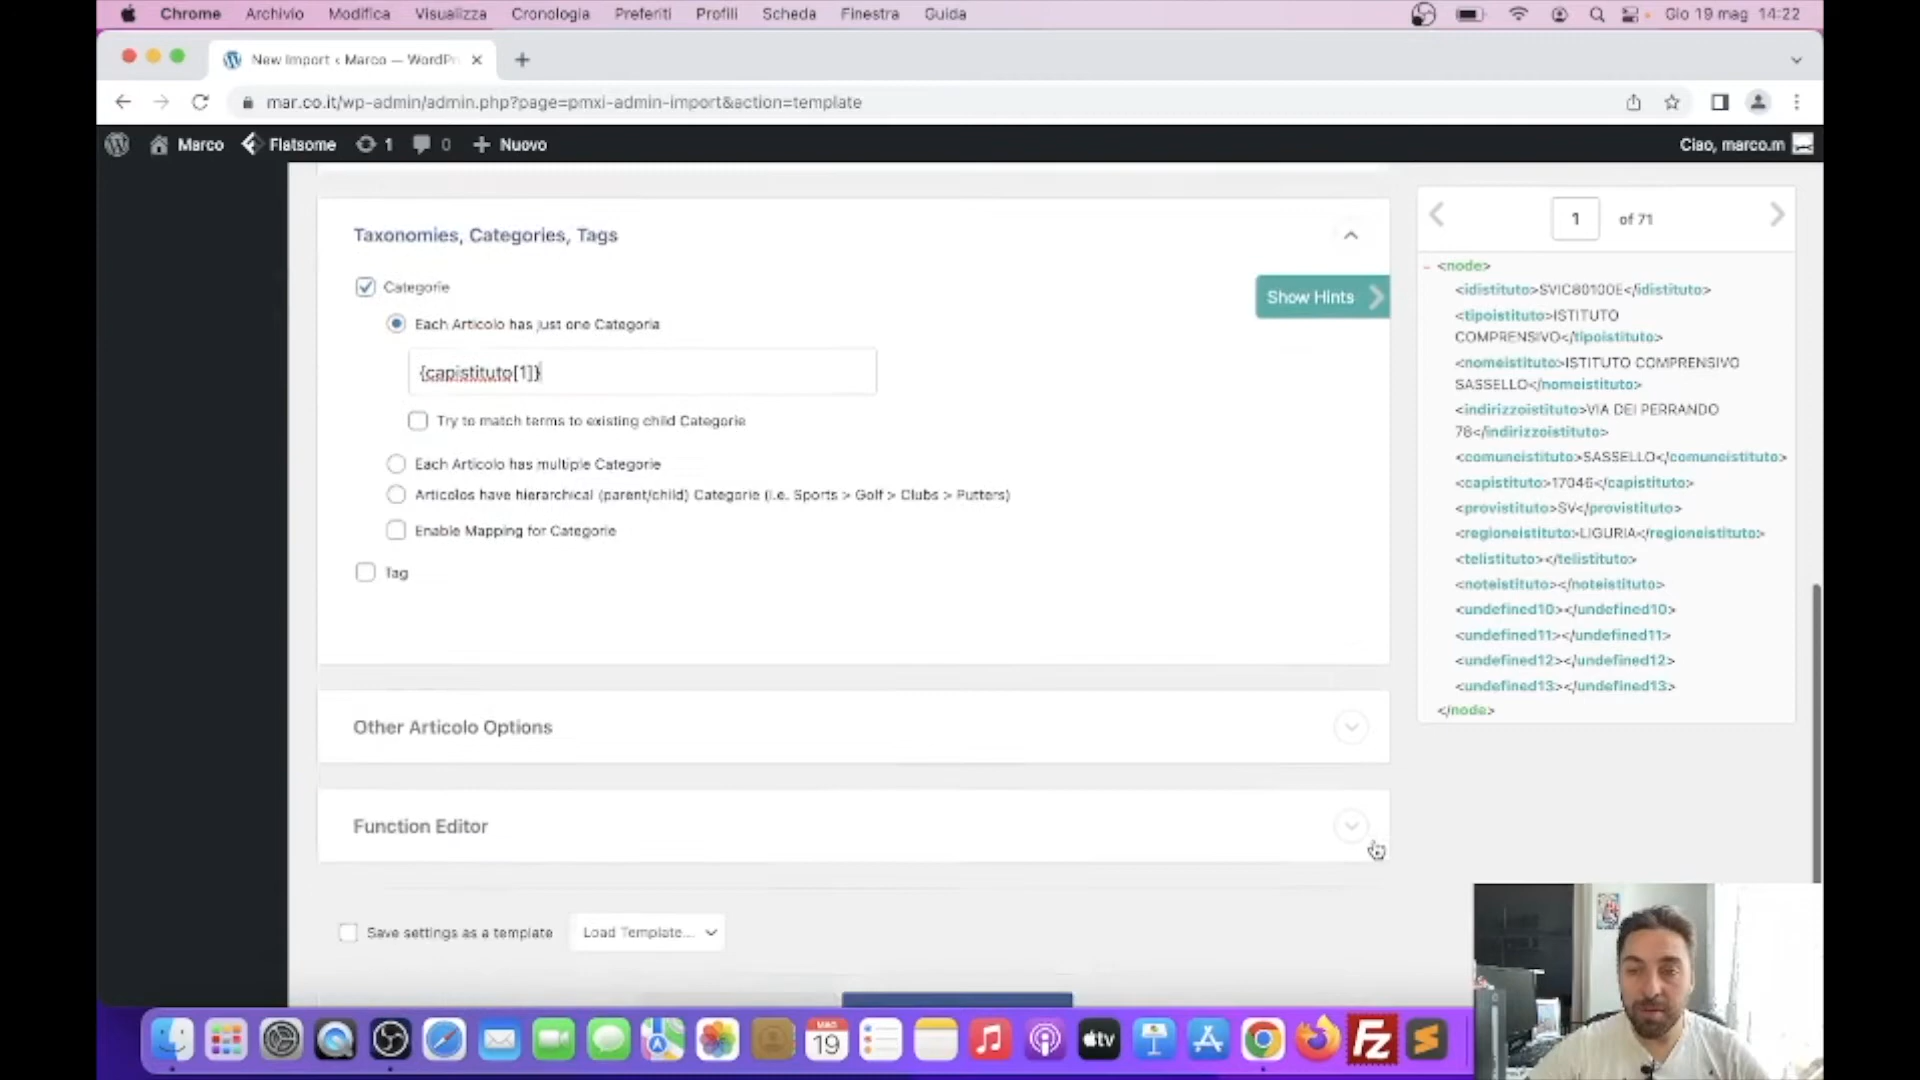 Chrome Archivio Modifica Visualizza Cronologia Preferiti Profili Scheda Finestra Guida Gio 19 mag 14:22
New Import ‹ Marco — WordPr
mar.co.it/wp-admin/admin.php?page=pmxi-admin-import&action=template
Marco Flatsome 1 0 Nuovo Ciao, marco.m
Taxonomies, Categories, Tags
Categorie
Show Hints
Each Articolo has just one Categoria
{capistituto[1]}
Try to match terms to existing child Categorie
Each Articolo has multiple Categorie
Articolos have hierarchical (parent/child) Categorie (i.e. Sports > Golf > Clubs > Putters)
Enable Mapping for Categorie
Tag
Other Articolo Options
Function Editor
Save settings as a template Load Template...
1 of 71
- <node>
<idistituto>SVIC80100E</idistituto>
<tipoistituto>ISTITUTO
COMPRENSIVO</tipoistituto>
<nomeistituto>ISTITUTO COMPRENSIVO
SASSELLO</nomeistituto>
<indirizzoistituto>VIA DEI PERRANDO
78</indirizzoistituto>
<comuneistituto>SASSELLO</comuneistituto>
<capistituto>17046</capistituto>
<provistituto>SV</provistituto>
<regioneistituto>LIGURIA</regioneistituto>
<telistituto></telistituto>
<noteistituto></noteistituto>
<undefined10></undefined10>
<undefined11></undefined11>
<undefined12></undefined12>
<undefined13></undefined13>
</node>
MAG
19
tv
FZ